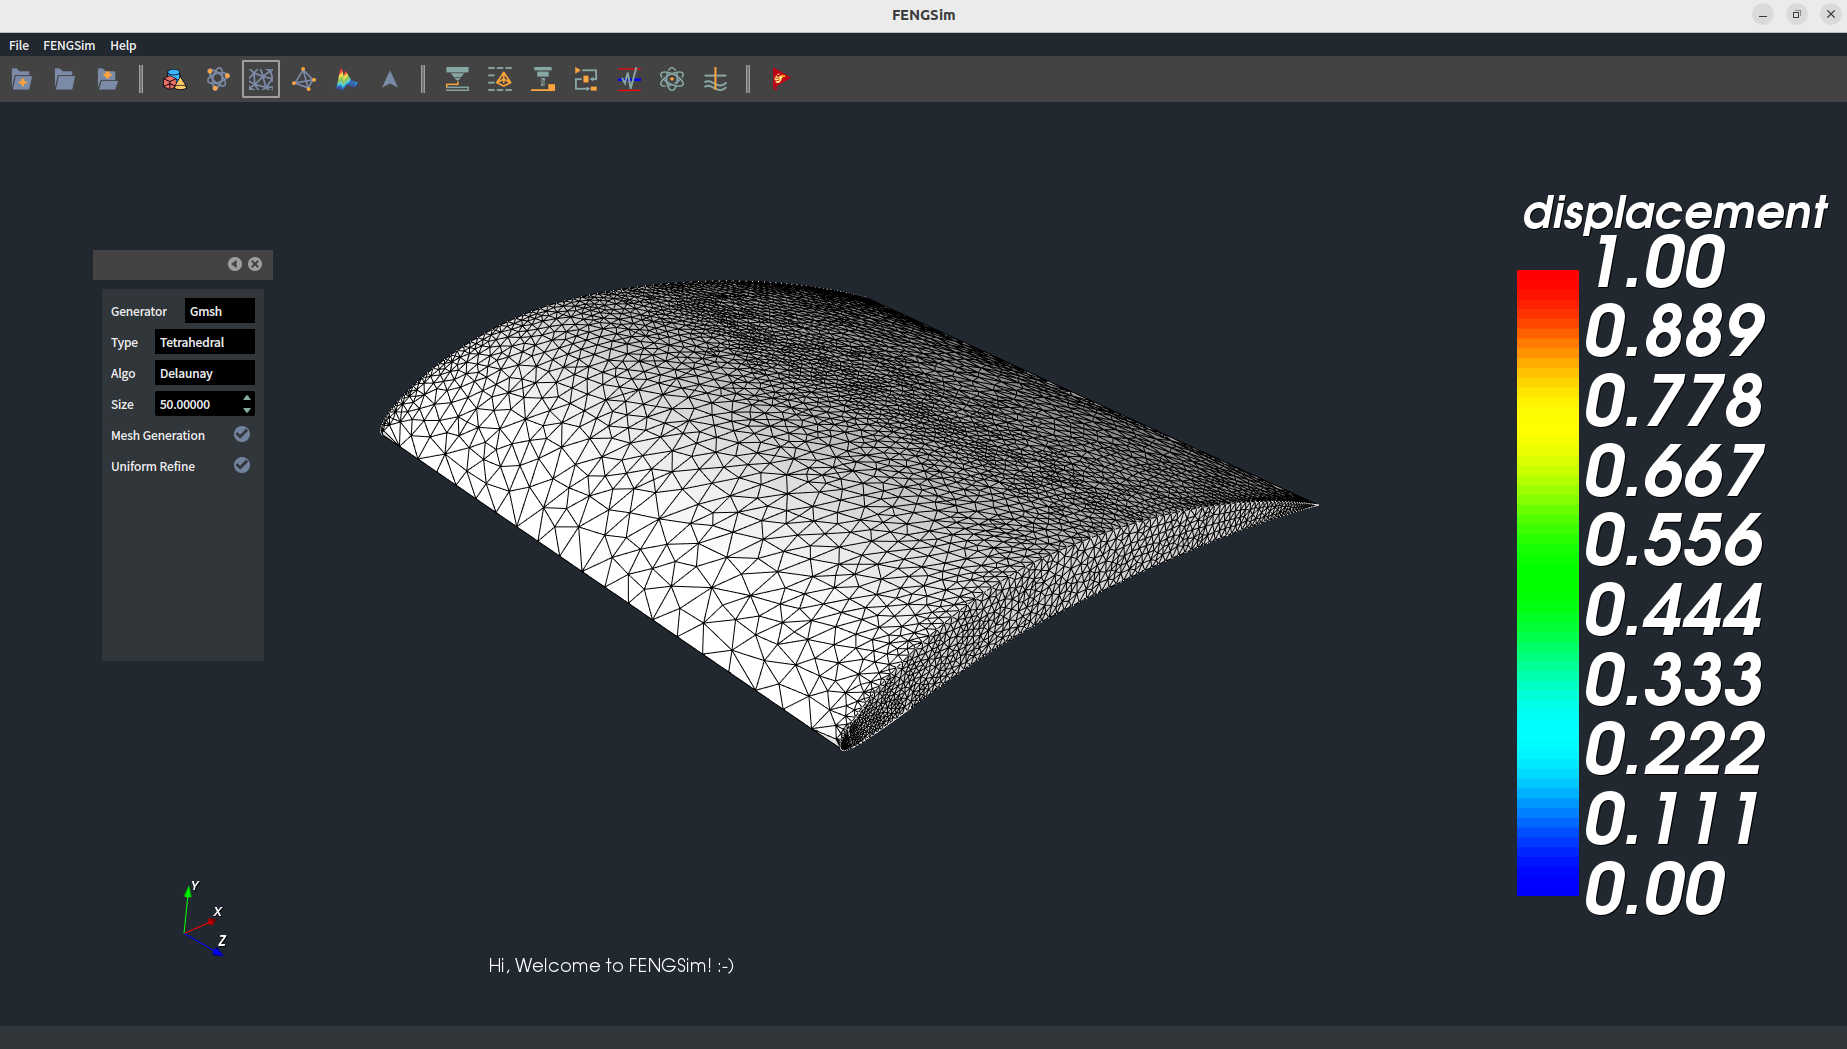 FENGSim
File FENGSim Help
displacement
1.00
0.889
0.778
0.667
0.556
0.444
0.333
0.222
0.111
0.00
Generator Gmsh
Type Tetrahedral
Algo Delaunay
Size 50.00000
Mesh Generation
Uniform Refine
Y
X
Z
Hi, Welcome to FENGSim! :-)